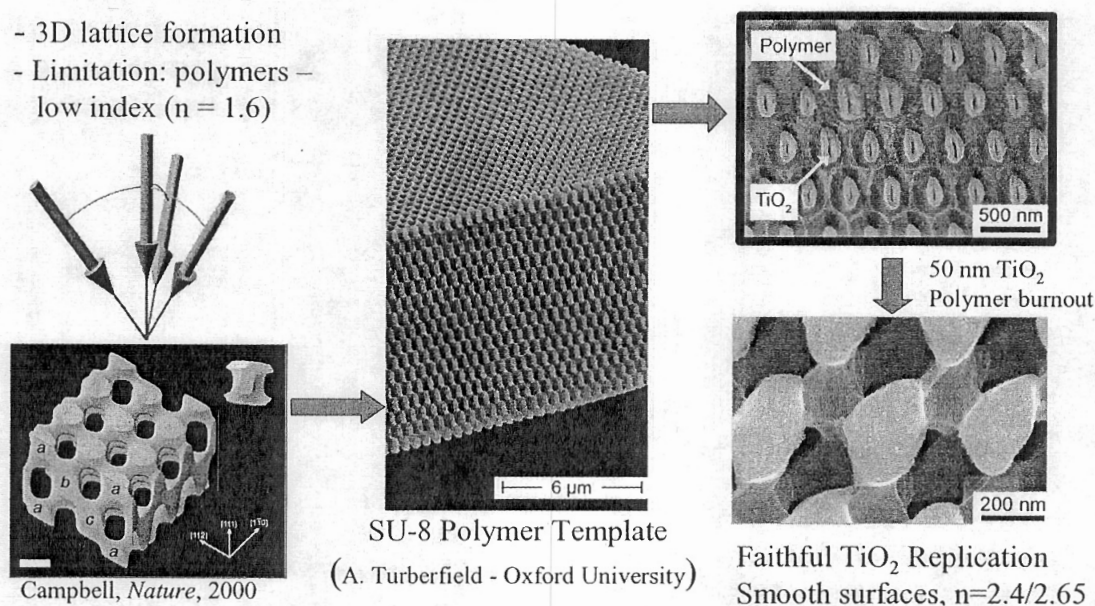 - 3D lattice formation
- Limitation: polymers –
low index (n = 1.6)
a
b
a
a
c
a
[112]
[111]
Campbell, Nature, 2000
6 µm
SU-8 Polymer Template
(A. Turberfield - Oxford University)
Polymer
TiO2
500 nm
50 nm TiO2
Polymer burnout
200 nm
Faithful TiO2 Replication
Smooth surfaces, n=2.4/2.65